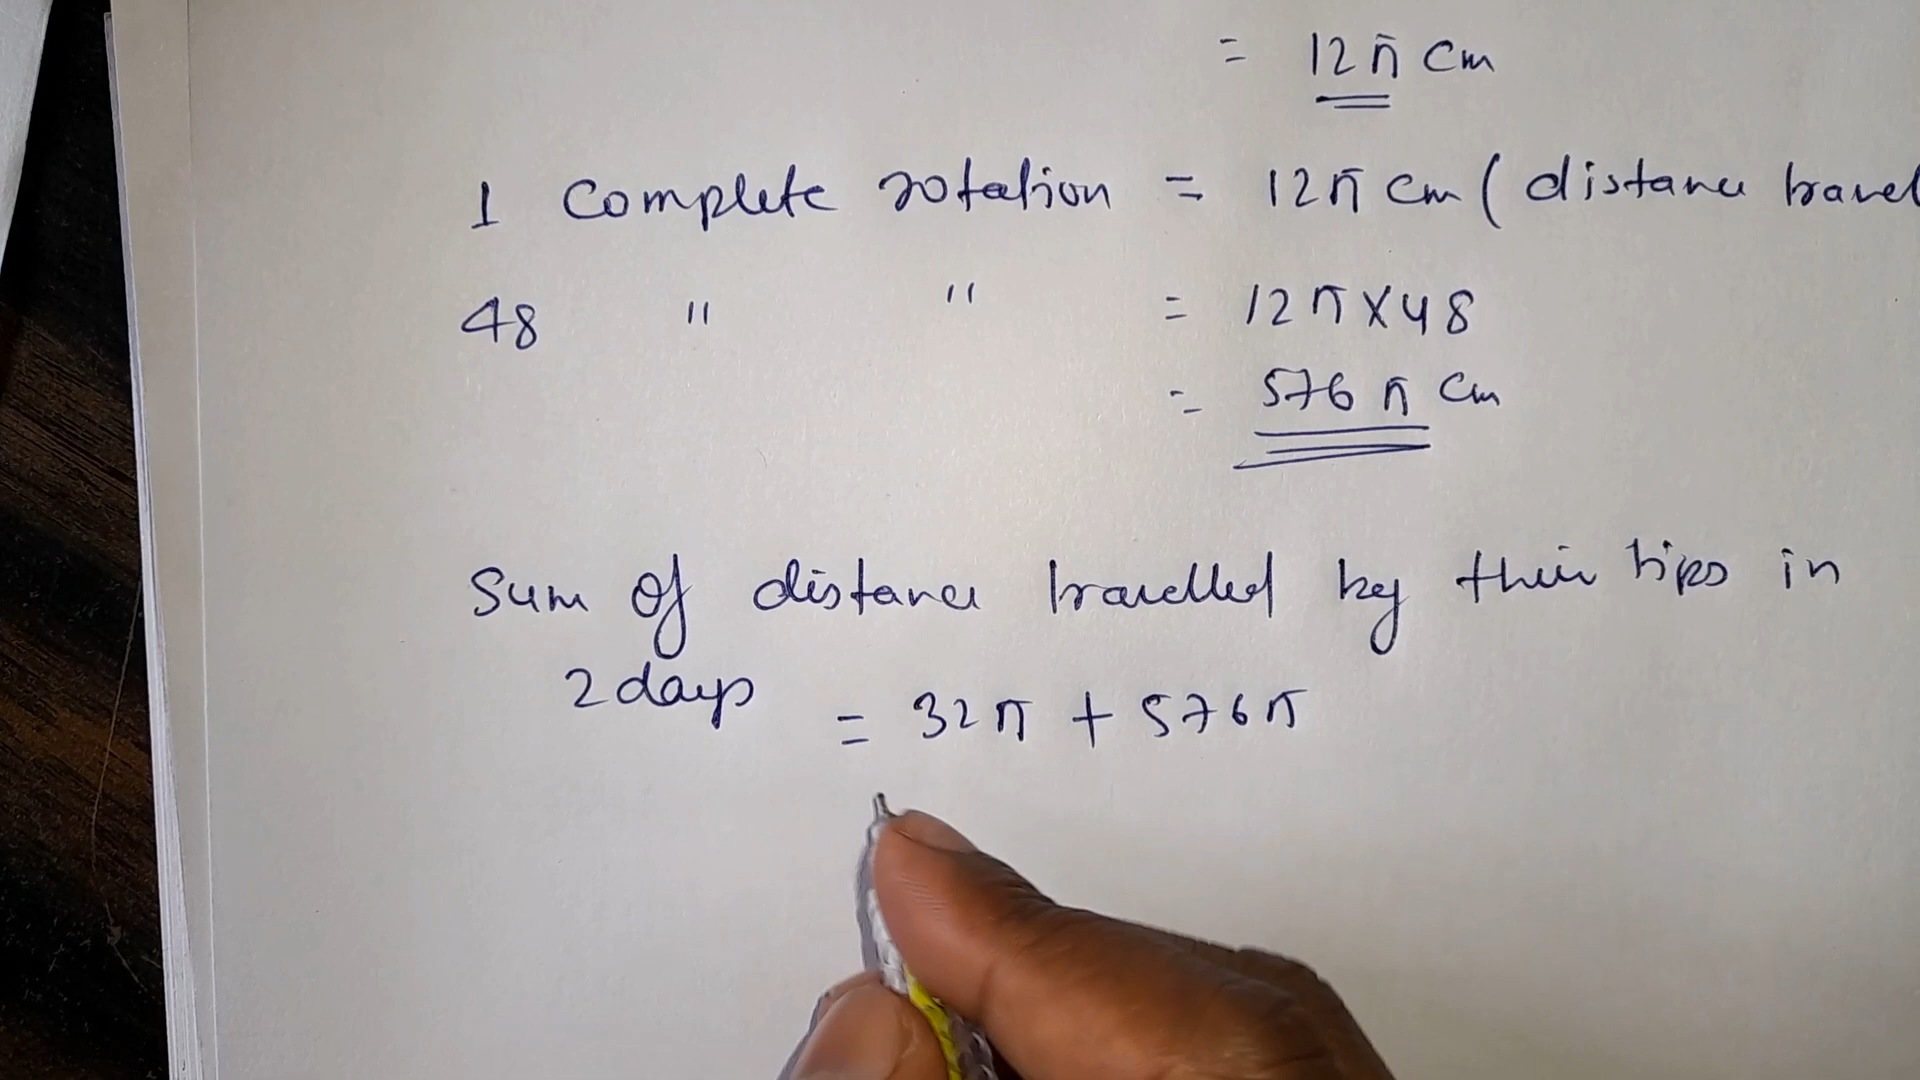 = 12π cm
1 Complete rotation = 12π cm ( distance travel
48 " " = 12π×48
= 576 π cm
Sum of distance travelled by their tips in
2 days = 32π + 576π